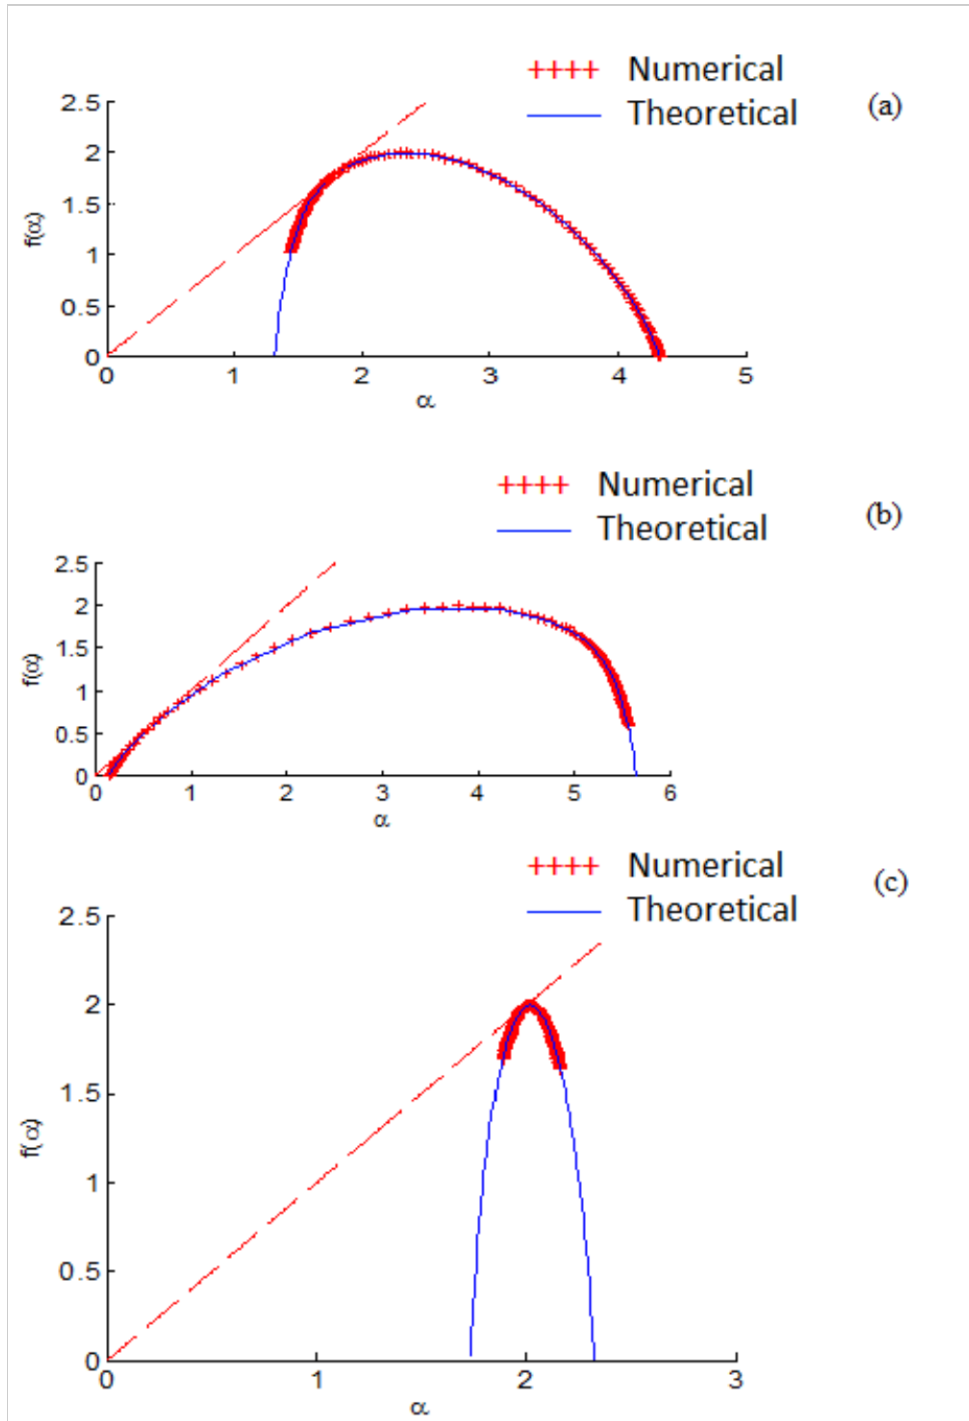 ++++ Numerical
Theoretical
(a)
2.5
2
1.5
1
0.5
0
f(α)
0 1 2 3 4 5
α
++++ Numerical
Theoretical
(b)
2.5
2
1.5
1
0.5
0
f(α)
0 1 2 3 4 5 6
α
++++ Numerical
Theoretical
(c)
2.5
2
1.5
1
0.5
0
f(α)
0 1 2 3
α